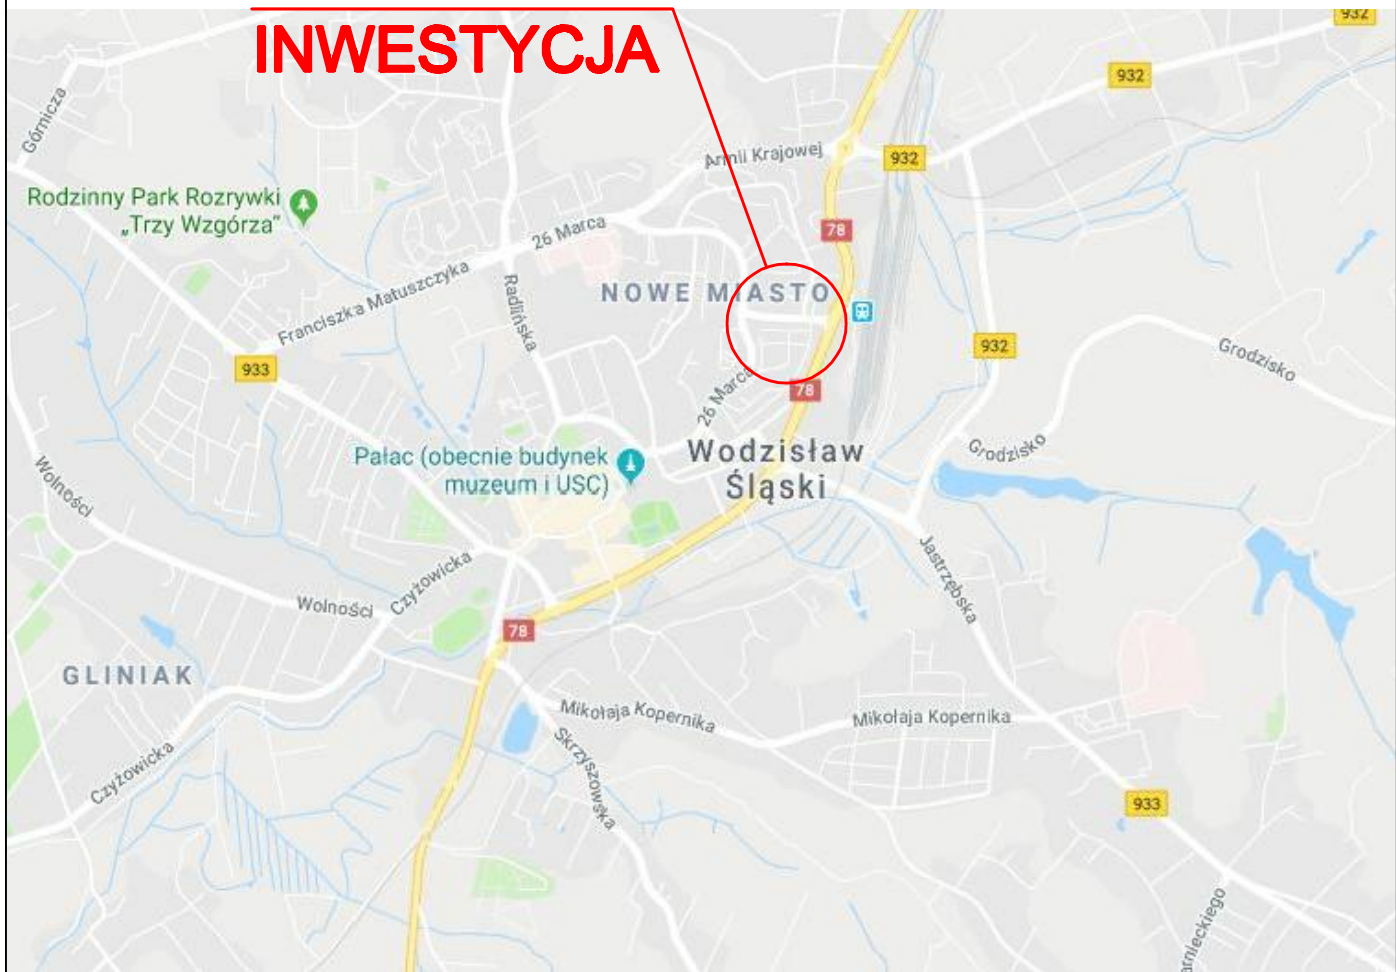 INWESTYCJA
932
932
Górnicza
Armii Krajowej
932
Rodzinny Park Rozrywki
„Trzy Wzgórza"
26 Marca
78
Franciszka Matuszczyka
Radlińska
NOWE MIASTO
933
932
Grodzisko
78
26 Marca
Grodzisko
Wodzisław
Śląski
Pałac (obecnie budynek
muzeum i USC)
Wolności
Jastrzębska
Czyżowicka
Wolności
78
GLINIAK
Mikołaja Kopernika
Mikołaja Kopernika
Skrzyszowska
Czyżowicka
933
arnieckiego